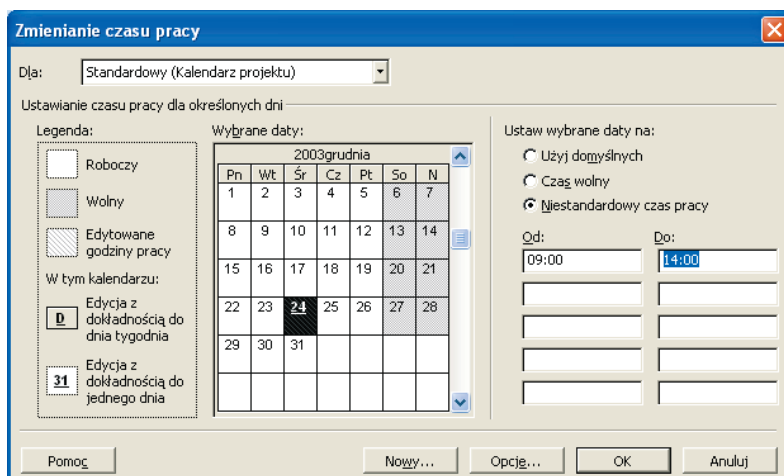 Zmienianie czasu pracy
Dla: Standardowy (Kalendarz projektu)
Ustawianie czasu pracy dla określonych dni
Legenda:
Roboczy
Wolny
Edytowane
godziny pracy
W tym kalendarzu:
D Edycja z
dokładnością do
dnia tygodnia
31 Edycja z
dokładnością do
jednego dnia
Wybrane daty:
2003grudnia
Pn Wt Śr Cz Pt So N
1 2 3 4 5 6 7
8 9 10 11 12 13 14
15 16 17 18 19 20 21
22 23 24 25 26 27 28
29 30 31
Ustaw wybrane daty na:
Użyj domyślnych
Czas wolny
Niestandardowy czas pracy
Od: Do:
09:00 14:00
Pomoc Nowy... Opcje... OK Anuluj